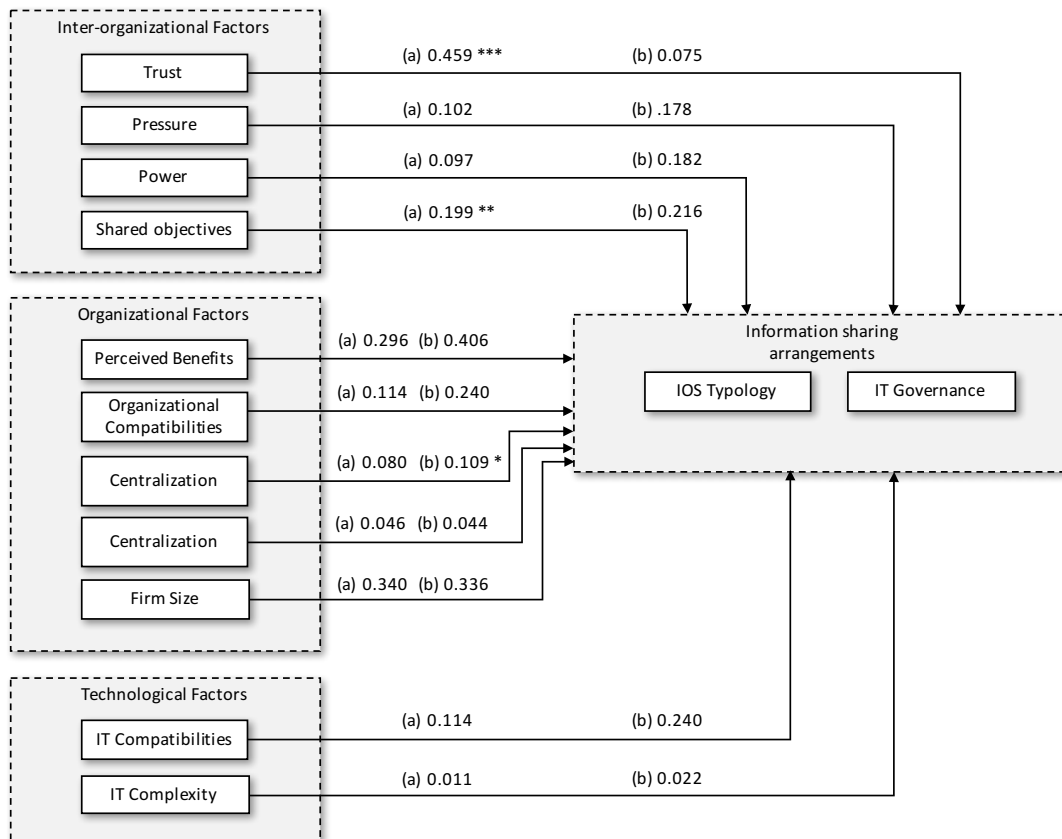 Inter-organizational Factors
Trust
(a) 0.459 ***
(b) 0.075
Pressure
(a) 0.102
(b) .178
Power
(a) 0.097
(b) 0.182
Shared objectives
(a) 0.199 **
(b) 0.216
Organizational Factors
Perceived Benefits
(a) 0.296 (b) 0.406
Organizational
Compatibilities
(a) 0.114 (b) 0.240
Centralization
(a) 0.080 (b) 0.109 *
Centralization
(a) 0.046 (b) 0.044
Firm Size
(a) 0.340 (b) 0.336
Information sharing
arrangements
IOS Typology
IT Governance
Technological Factors
IT Compatibilities
(a) 0.114
(b) 0.240
IT Complexity
(a) 0.011
(b) 0.022